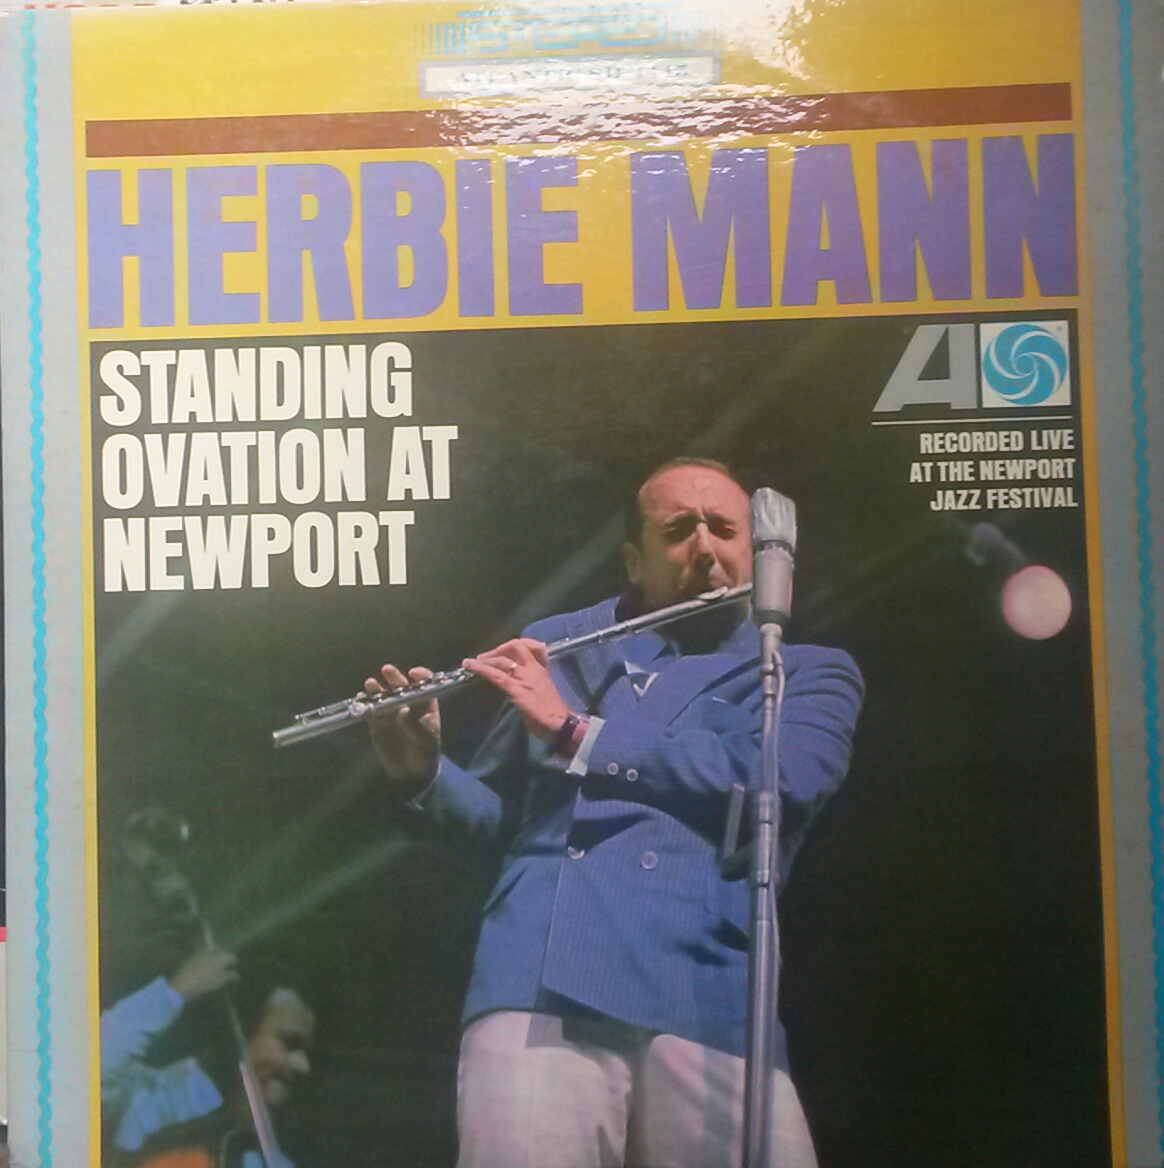 STEREO
HERBIE MANN
STANDING
OVATION AT
NEWPORT
A
RECORDED LIVE
AT THE NEWPORT
JAZZ FESTIVAL